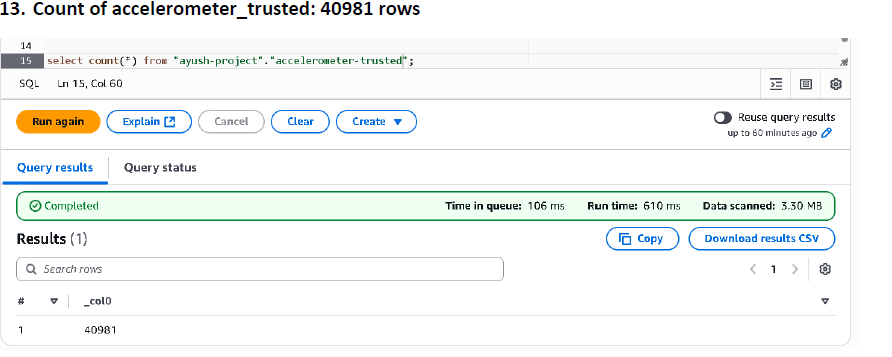 13. Count of accelerometer_trusted: 40981 rows
14
15 select count(*) from "ayush-project"."accelerometer-trusted";
SQL Ln 15, Col 60
Run again Explain Cancel Clear Create Reuse query results
up to 60 minutes ago
Query results Query status
Completed Time in queue: 106 ms Run time: 610 ms Data scanned: 3.30 MB
Results (1) Copy Download results CSV
Search rows 1
# _col0
1 40981